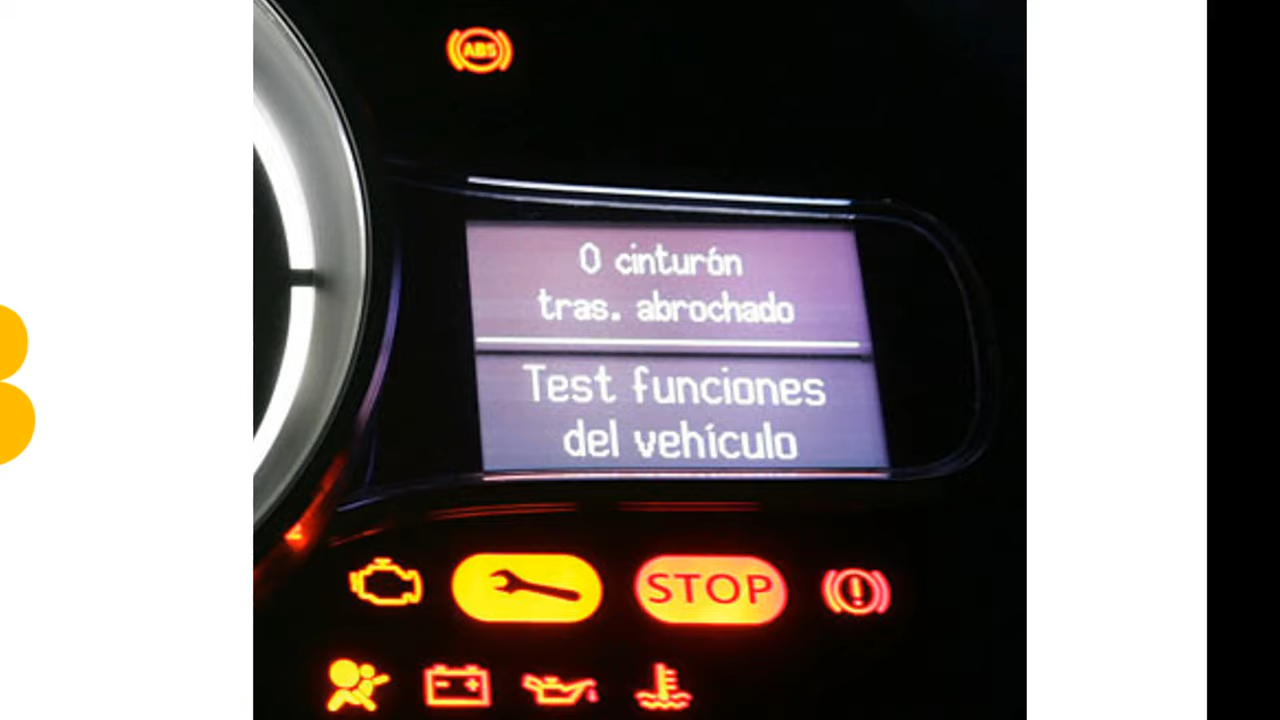 ABS
0 cinturón
tras. abrochado
Test funciones
del vehículo
STOP